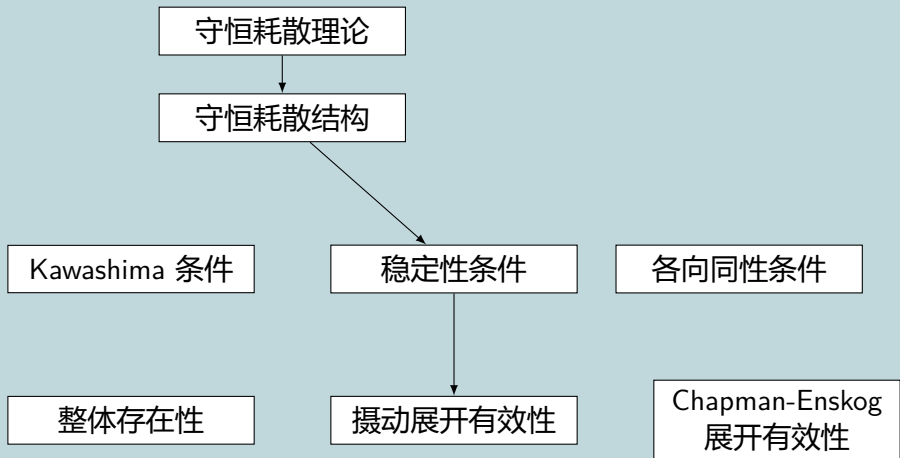 守恒耗散理论
守恒耗散结构
Kawashima 条件
稳定性条件
各向同性条件
整体存在性
摄动展开有效性
Chapman-Enskog
展开有效性